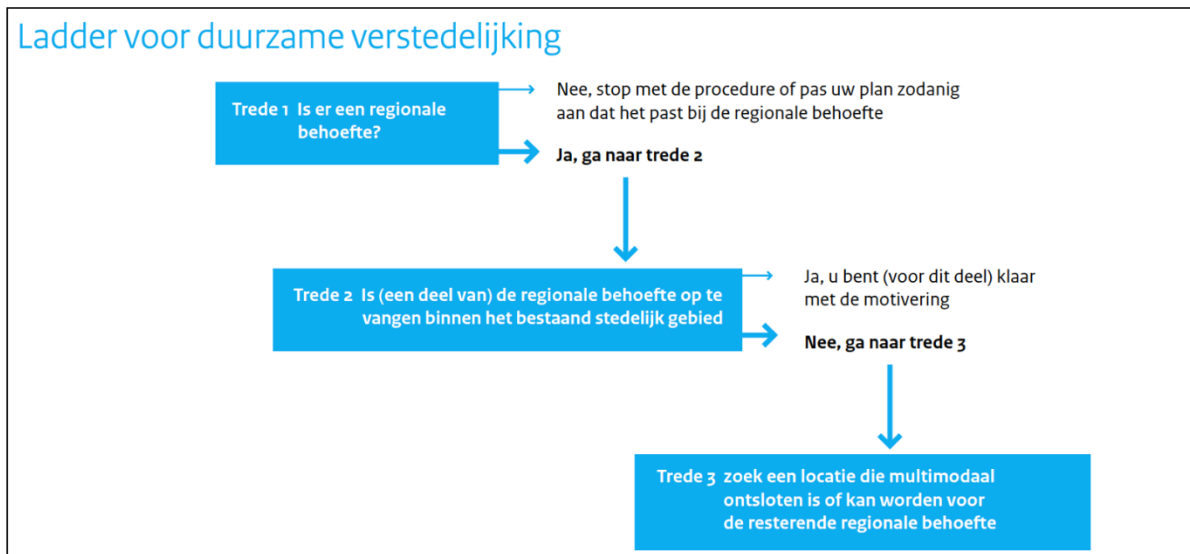 Ladder voor duurzame verstedelijking
Trede 1 Is er een regionale
behoefte?
Nee, stop met de procedure of pas uw plan zodanig
aan dat het past bij de regionale behoefte
Ja, ga naar trede 2
Trede 2 Is (een deel van) de regionale behoefte op te
vangen binnen het bestaand stedelijk gebied
Ja, u bent (voor dit deel) klaar
met de motivering
Nee, ga naar trede 3
Trede 3 zoek een locatie die multimodaal
ontsloten is of kan worden voor
de resterende regionale behoefte